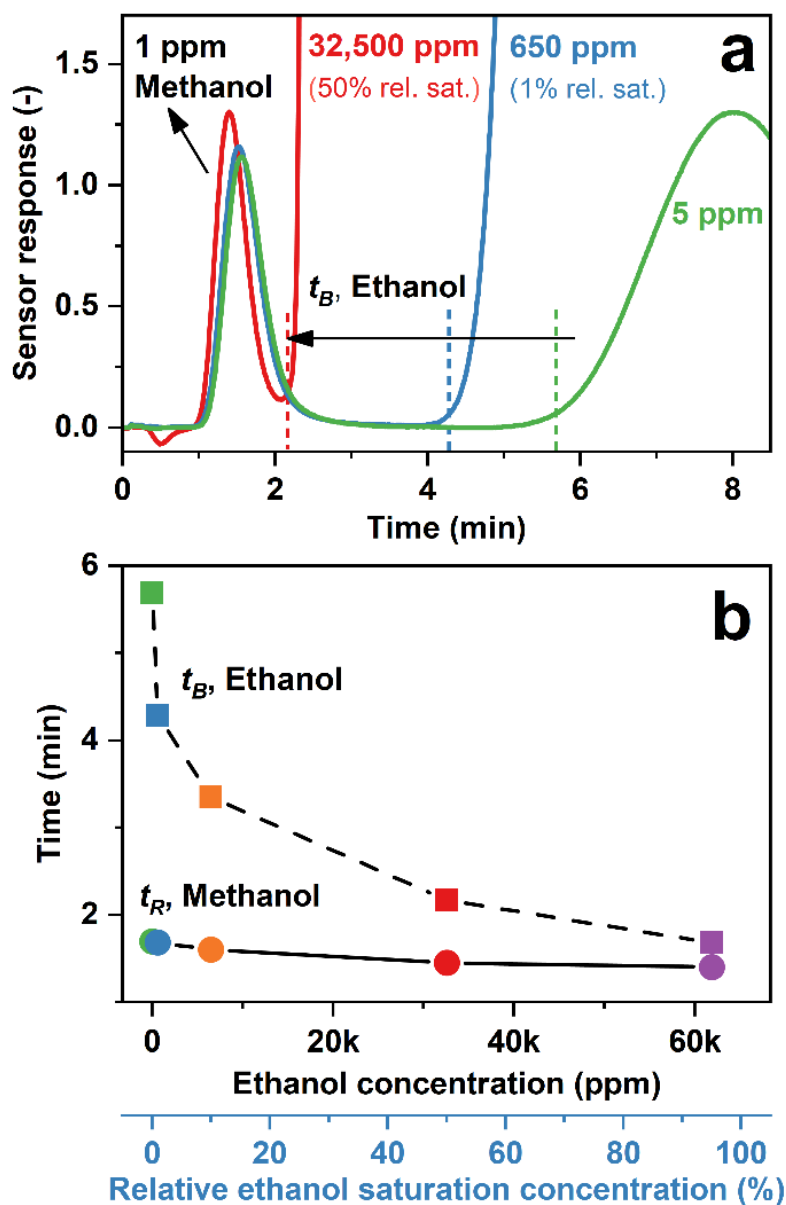 a
1 ppm
Methanol
32,500 ppm
(50% rel. sat.)
650 ppm
(1% rel. sat.)
5 ppm
tB, Ethanol
Sensor response (-)
1.5
1.0
0.5
0.0
0 2 4 6 8
Time (min)
b
tB, Ethanol
tR, Methanol
Time (min)
6
4
2
0 20k 40k 60k
Ethanol concentration (ppm)
0 20 40 60 80 100
Relative ethanol saturation concentration (%)